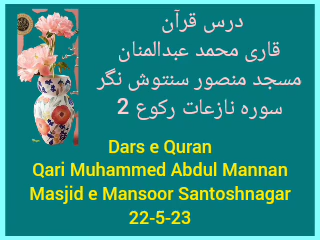 درس قرآن
قاری محمد عبدالمنان
مسجد منصور سنتوش نگر
سوره نازعات رکوع 2
Dars e Quran
Qari Muhammed Abdul Mannan
Masjid e Mansoor Santoshnagar
22-5-23